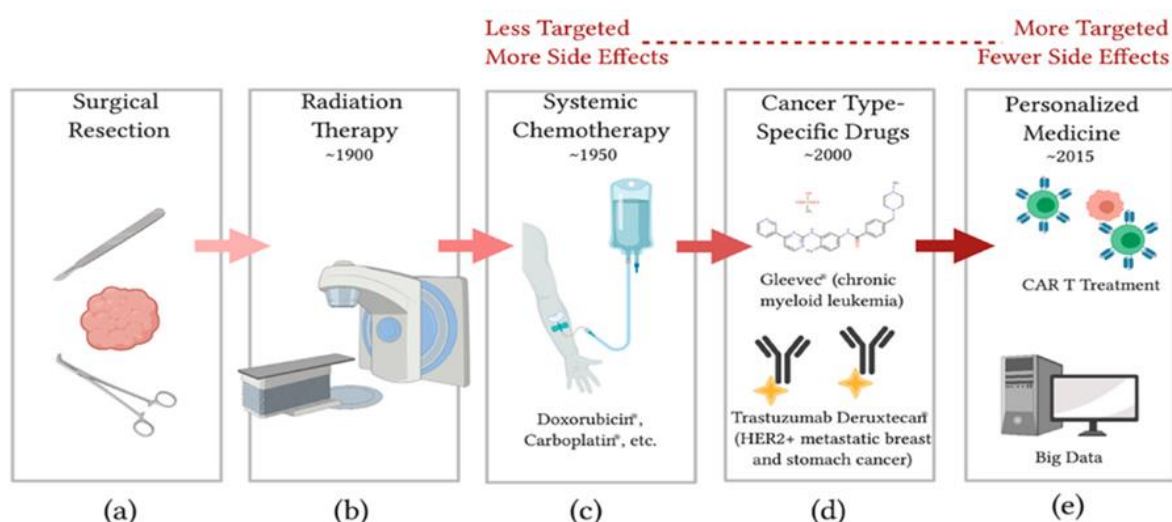 Less Targeted
More Side Effects
More Targeted
Fewer Side Effects
Surgical
Resection
Radiation
Therapy
~1900
Systemic
Chemotherapy
~1950
Doxorubicin®,
Carboplatin®, etc.
Cancer Type-
Specific Drugs
~2000
Gleevec® (chronic
myeloid leukemia)
Trastuzumab Deruxtecan®
(HER2+ metastatic breast
and stomach cancer)
Personalized
Medicine
~2015
CAR T Treatment
Big Data
(a)
(b)
(c)
(d)
(e)